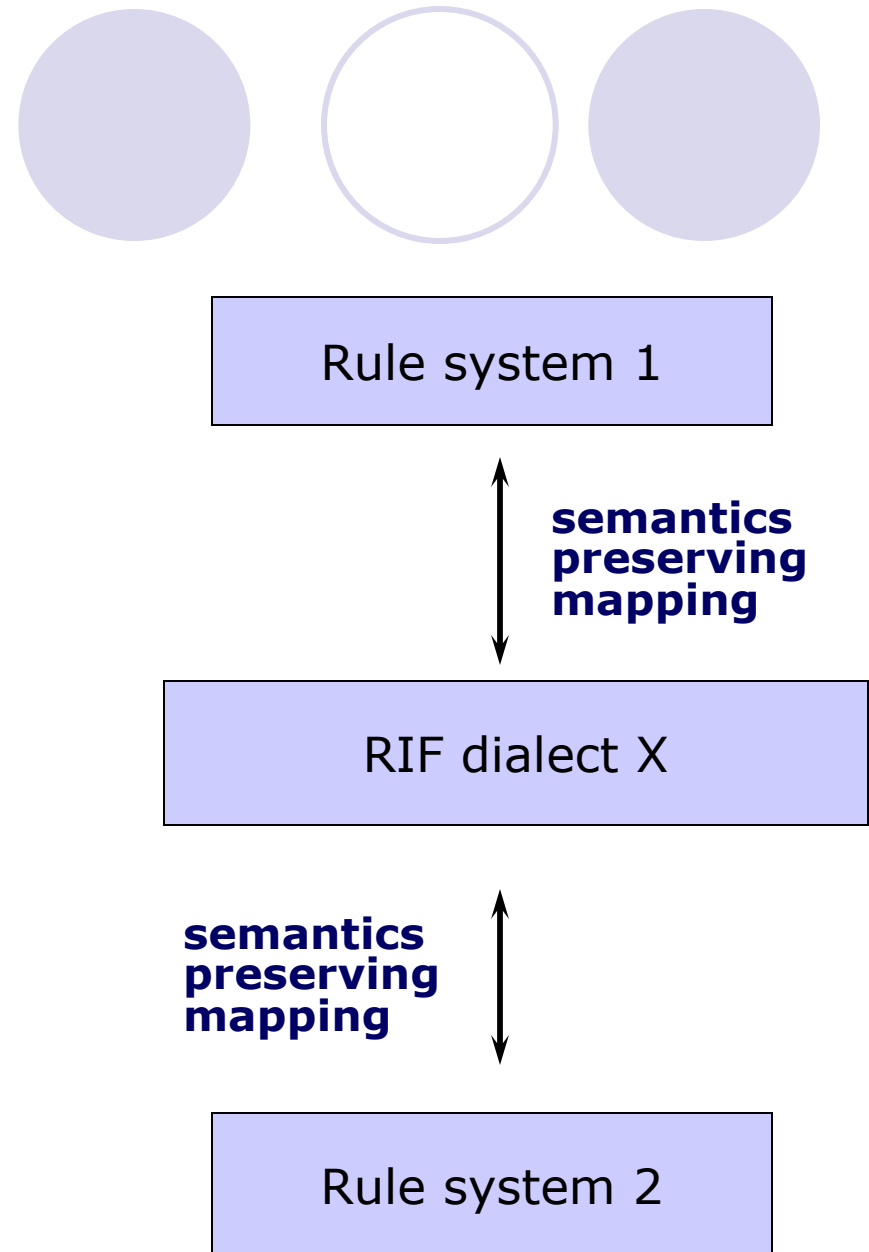 Rule system 1
semantics
preserving
mapping
RIF dialect X
semantics
preserving
mapping
Rule system 2